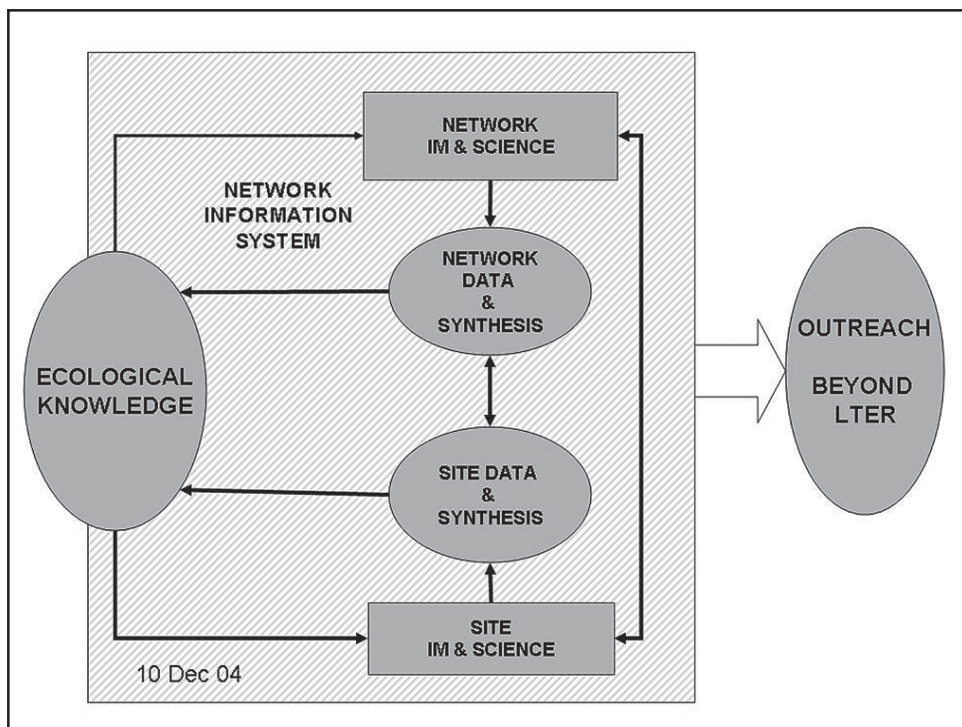 NETWORK
IM & SCIENCE
NETWORK
INFORMATION
SYSTEM
NETWORK
DATA
&
SYNTHESIS
ECOLOGICAL
KNOWLEDGE
SITE DATA
&
SYNTHESIS
SITE
IM & SCIENCE
10 Dec 04
OUTREACH
BEYOND
LTER